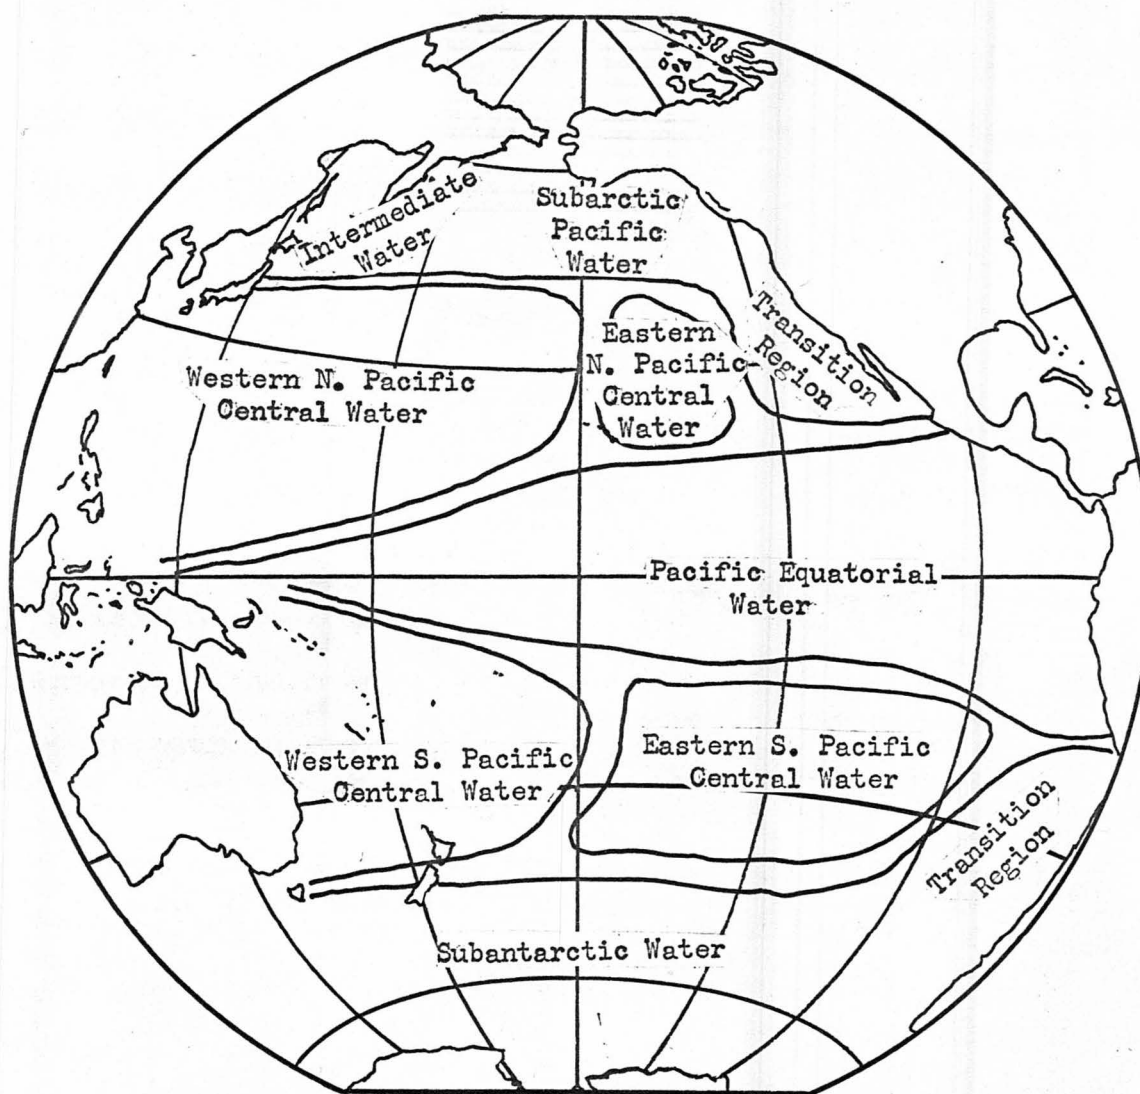 Intermediate
Water
Subarctic
Pacific
Water
Transition
Region
Eastern
N. Pacific
Central
Water
Western N. Pacific
Central Water
Pacific Equatorial
Water
Western S. Pacific
Central Water
Eastern S. Pacific
Central Water
Transition
Region
Subantarctic Water